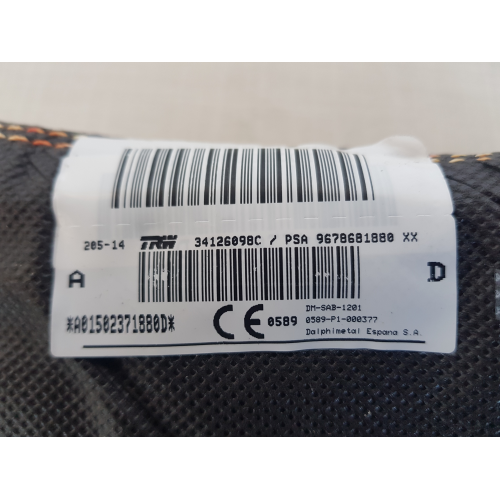 205-14 TRW 34126098C / PSA 9678681880 XX
A D
*A01502371880D*
CE 0589
DM-SAB-1201
0589-P1-000377
Dalphimetal Espana S.A.